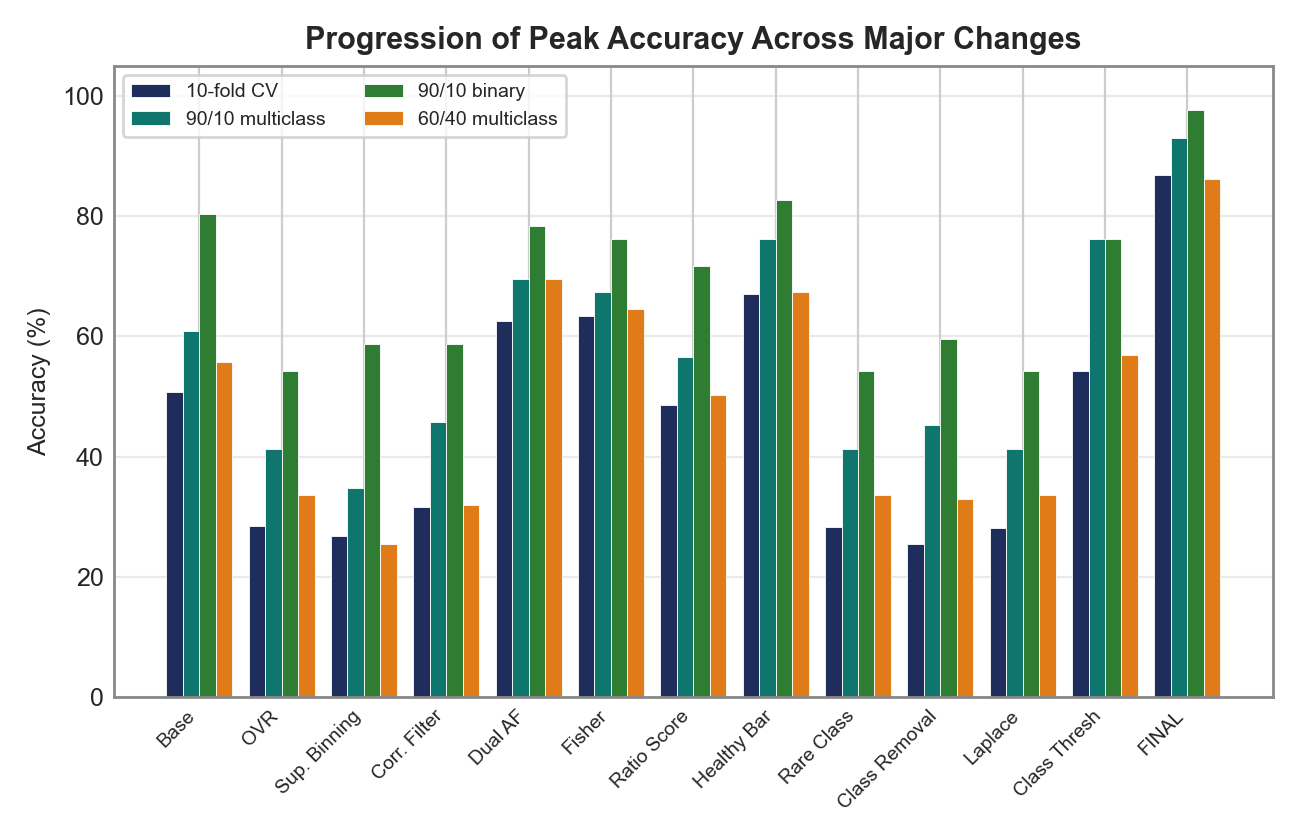 Progression of Peak Accuracy Across Major Changes
10-fold CV
90/10 multiclass
90/10 binary
60/40 multiclass
Accuracy (%)
100
80
60
40
20
0
Base
OVR
Sup. Binning
Corr. Filter
Dual AF
Fisher
Ratio Score
Healthy Bar
Rare Class
Class Removal
Laplace
Class Thresh
FINAL